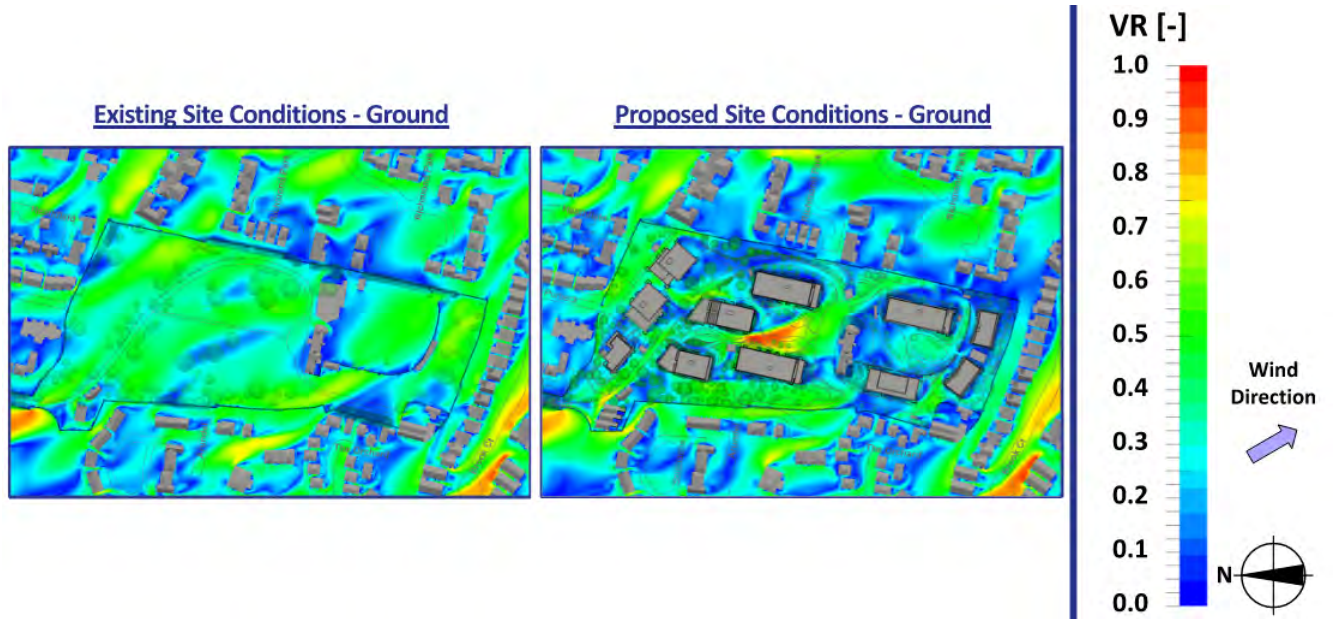 Existing Site Conditions - Ground
Proposed Site Conditions - Ground
VR [-]
1.0
0.9
0.8
0.7
0.6
0.5
0.4
0.3
0.2
0.1
0.0
Wind
Direction
N